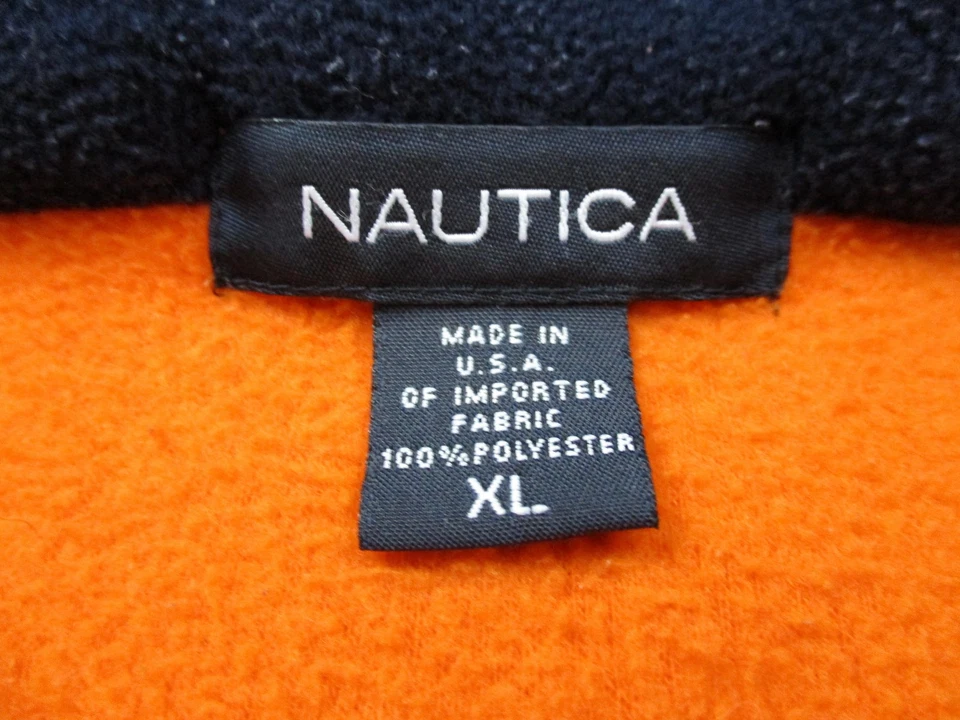 NAUTICA
MADE IN
U.S.A.
OF IMPORTED
FABRIC
100% POLYESTER
XL